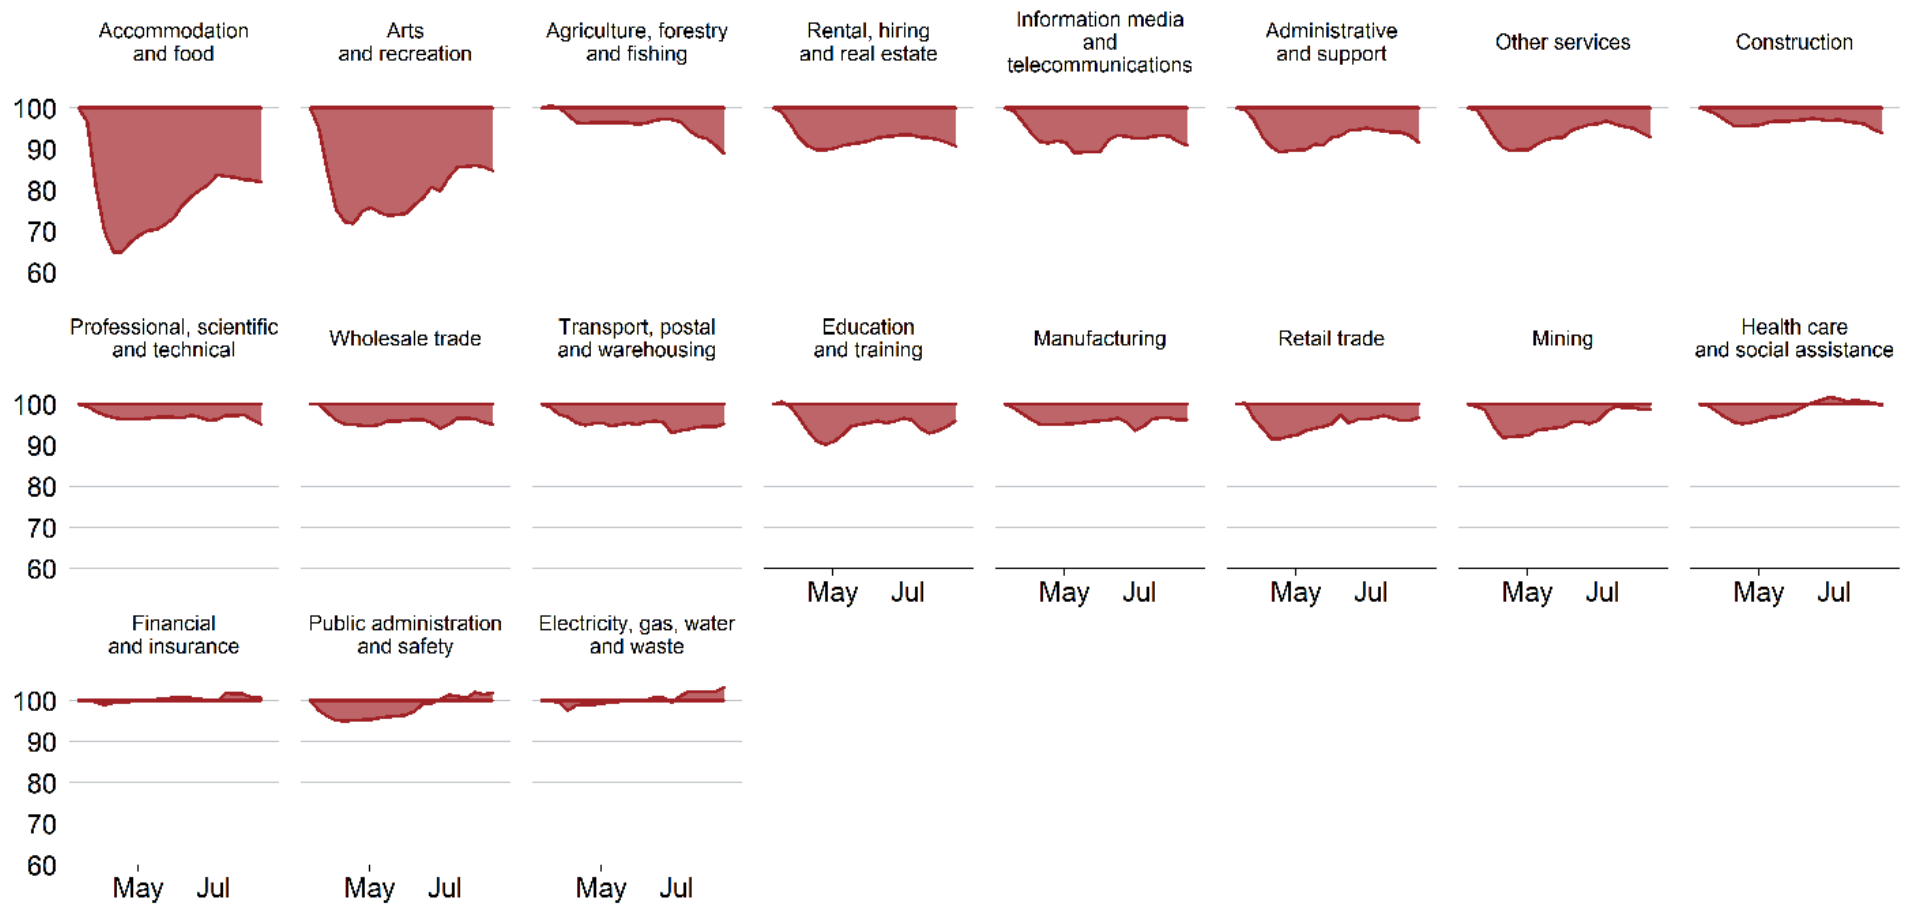 Accommodation
and food
Arts
and recreation
Agriculture, forestry
and fishing
Rental, hiring
and real estate
Information media
and
telecommunications
Administrative
and support
Other services
Construction
100
90
80
70
60
Professional, scientific
and technical
Wholesale trade
Transport, postal
and warehousing
Education
and training
Manufacturing
Retail trade
Mining
Health care
and social assistance
100
90
80
70
60
May Jul
May Jul
May Jul
May Jul
May Jul
Financial
and insurance
Public administration
and safety
Electricity, gas, water
and waste
100
90
80
70
60
May Jul
May Jul
May Jul